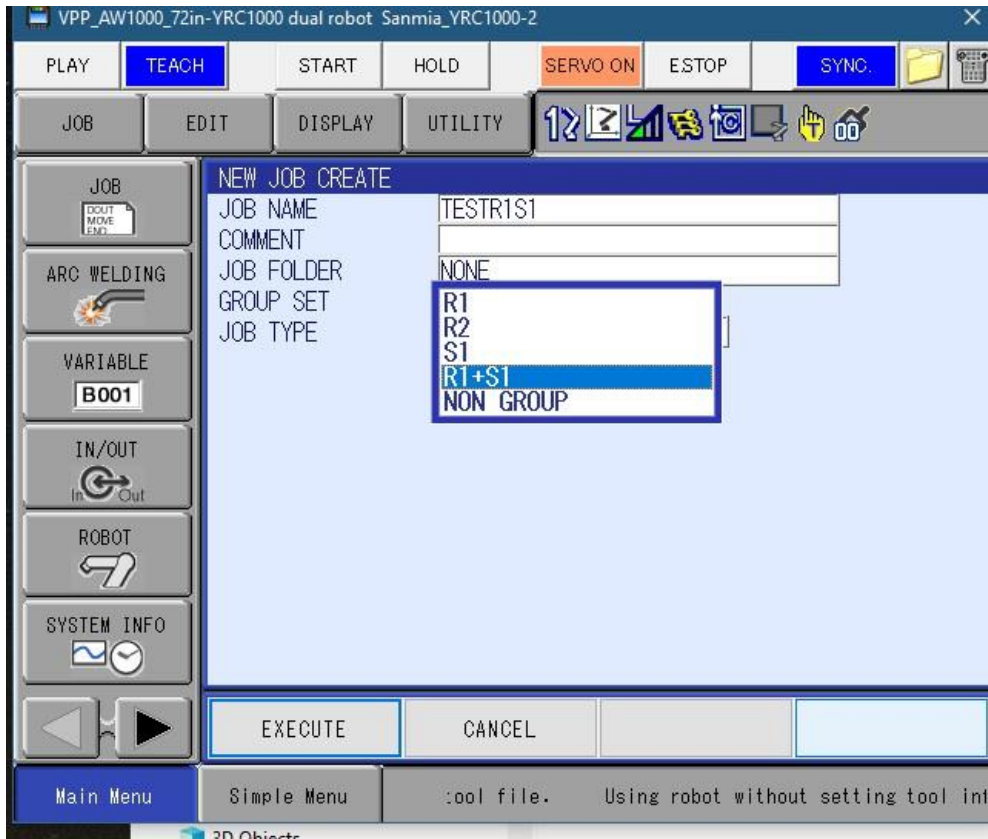 VPP_AW1000_72in-YRC1000 dual robot Sanmia_YRC1000-2
PLAY TEACH START HOLD SERVO ON E.STOP SYNC.
JOB EDIT DISPLAY UTILITY
JOB
DOUT
MOVE
END
ARC WELDING
VARIABLE
B001
IN/OUT
In Out
ROBOT
SYSTEM INFO
NEW JOB CREATE
JOB NAME TESTR1S1
COMMENT
JOB FOLDER NONE
GROUP SET
JOB TYPE
R1
R2
S1
R1+S1
NON GROUP
EXECUTE CANCEL
Main Menu Simple Menu tool file. Using robot without setting tool
3D Objects